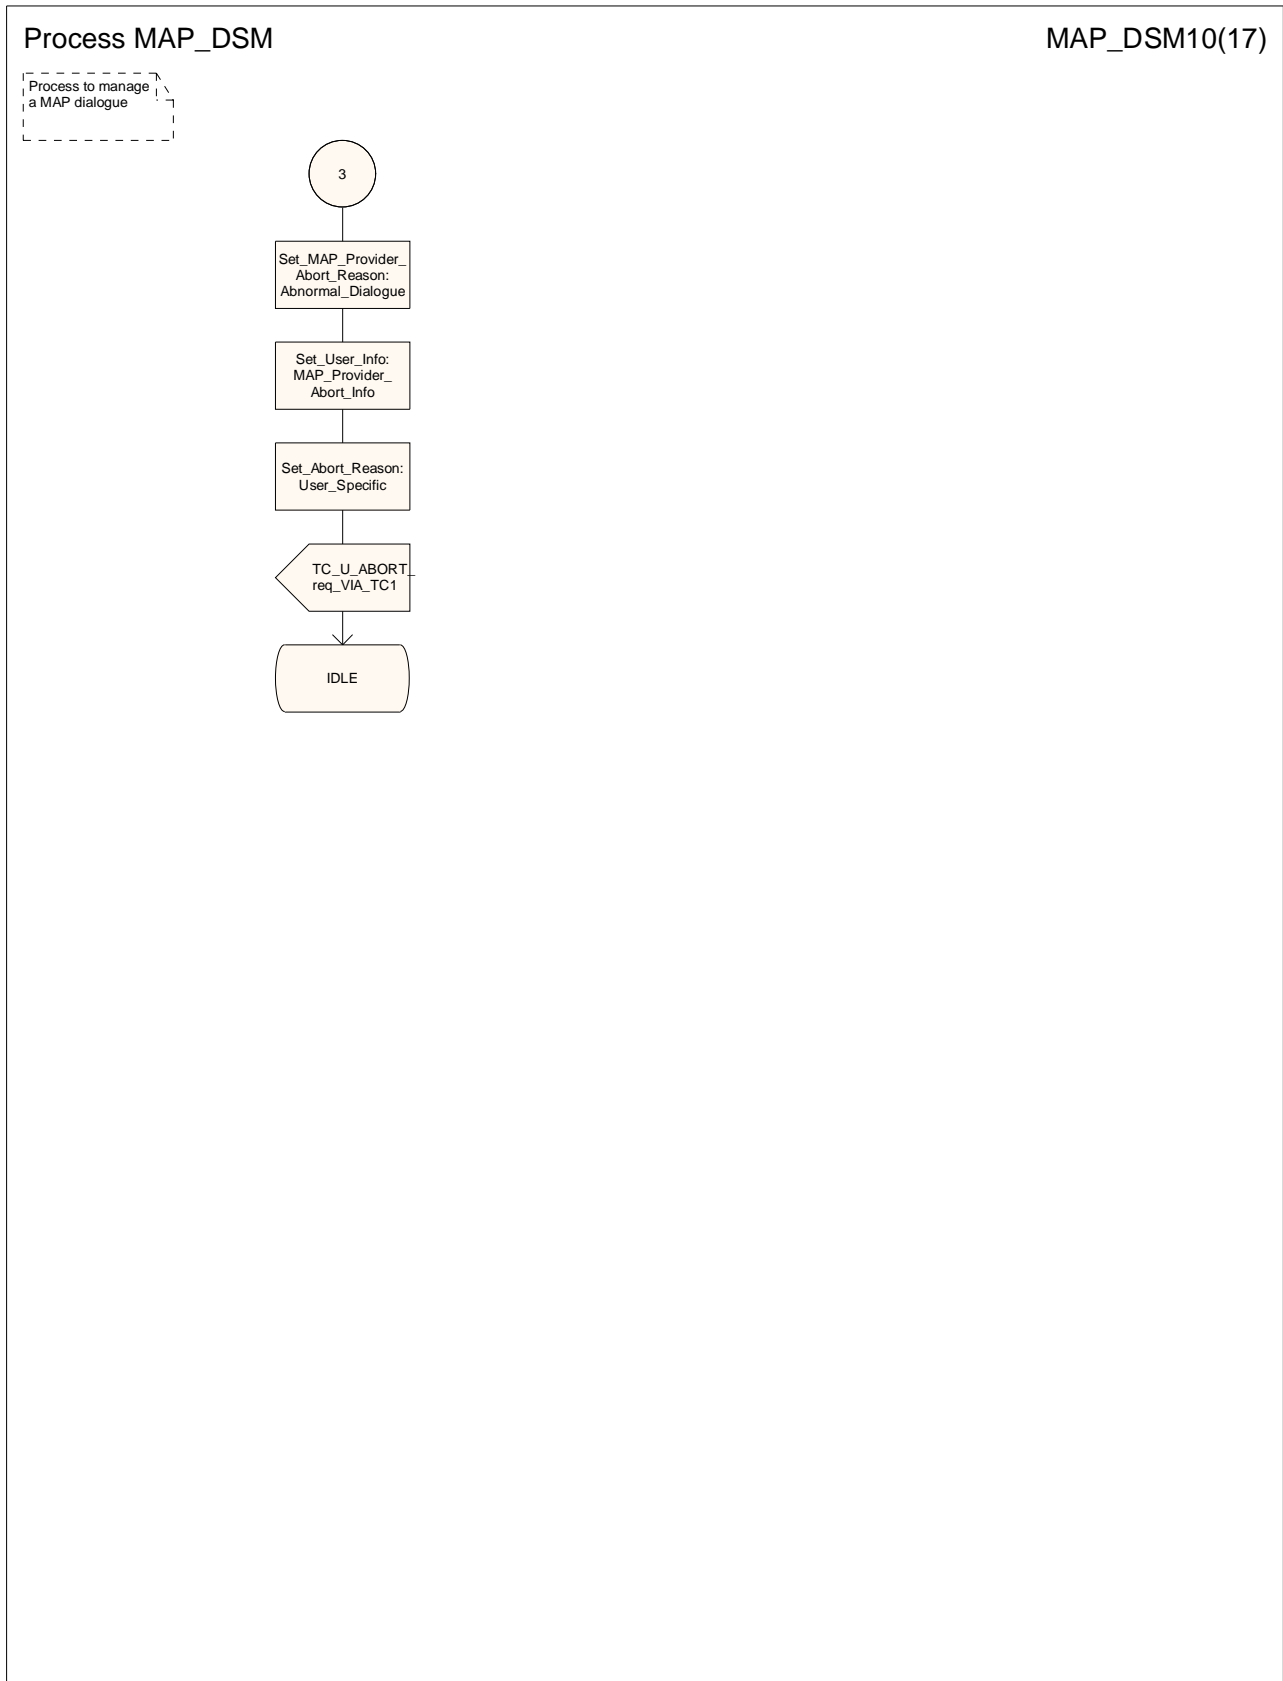 Process MAP_DSM
MAP_DSM10(17)
Process to manage
a MAP dialogue
3
Set_MAP_Provider_
Abort_Reason:
Abnormal_Dialogue
Set_User_Info:
MAP_Provider_
Abort_Info
Set_Abort_Reason:
User_Specific
TC_U_ABORT_
req_VIA_TC1
IDLE